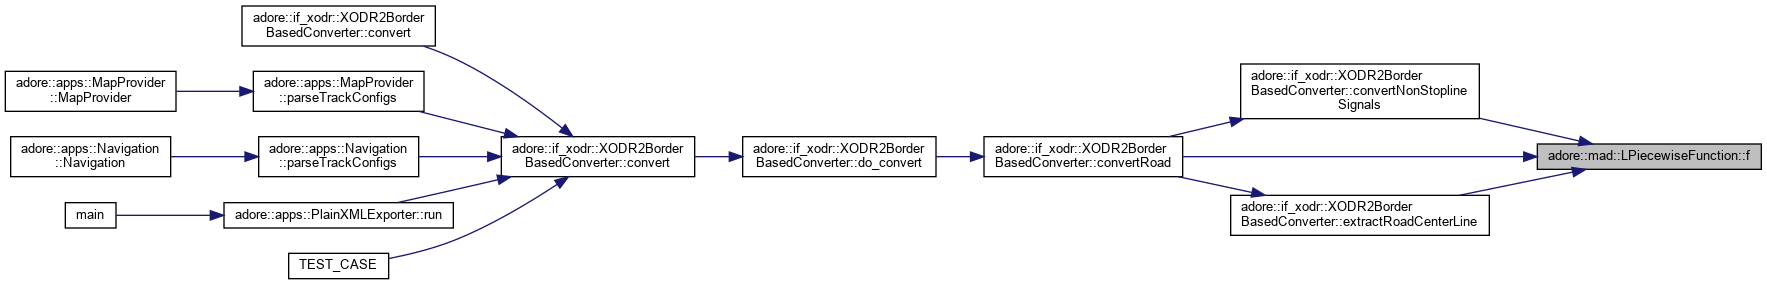 adore::if_xodr::XODR2Border
BasedConverter::convert
adore::apps::MapProvider
::MapProvider
adore::apps::MapProvider
::parseTrackConfigs
adore::apps::Navigation
::Navigation
adore::apps::Navigation
::parseTrackConfigs
main
adore::apps::PlainXMLExporter::run
TEST_CASE
adore::if_xodr::XODR2Border
BasedConverter::convert
adore::if_xodr::XODR2Border
BasedConverter::do_convert
adore::if_xodr::XODR2Border
BasedConverter::convertRoad
adore::if_xodr::XODR2Border
BasedConverter::convertNonStopline
Signals
adore::if_xodr::XODR2Border
BasedConverter::extractRoadCenterLine
adore::mad::LPiecewiseFunction::f